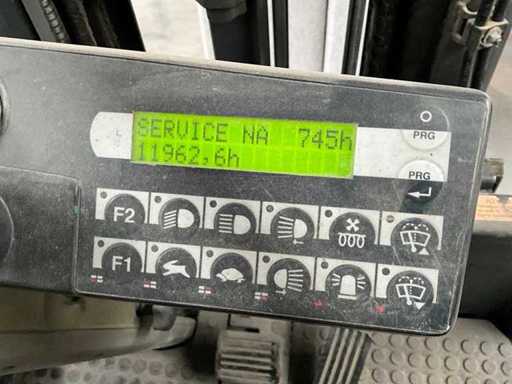 SERVICE NA 745h
11962,6h
PRG
PRG
F2
F1